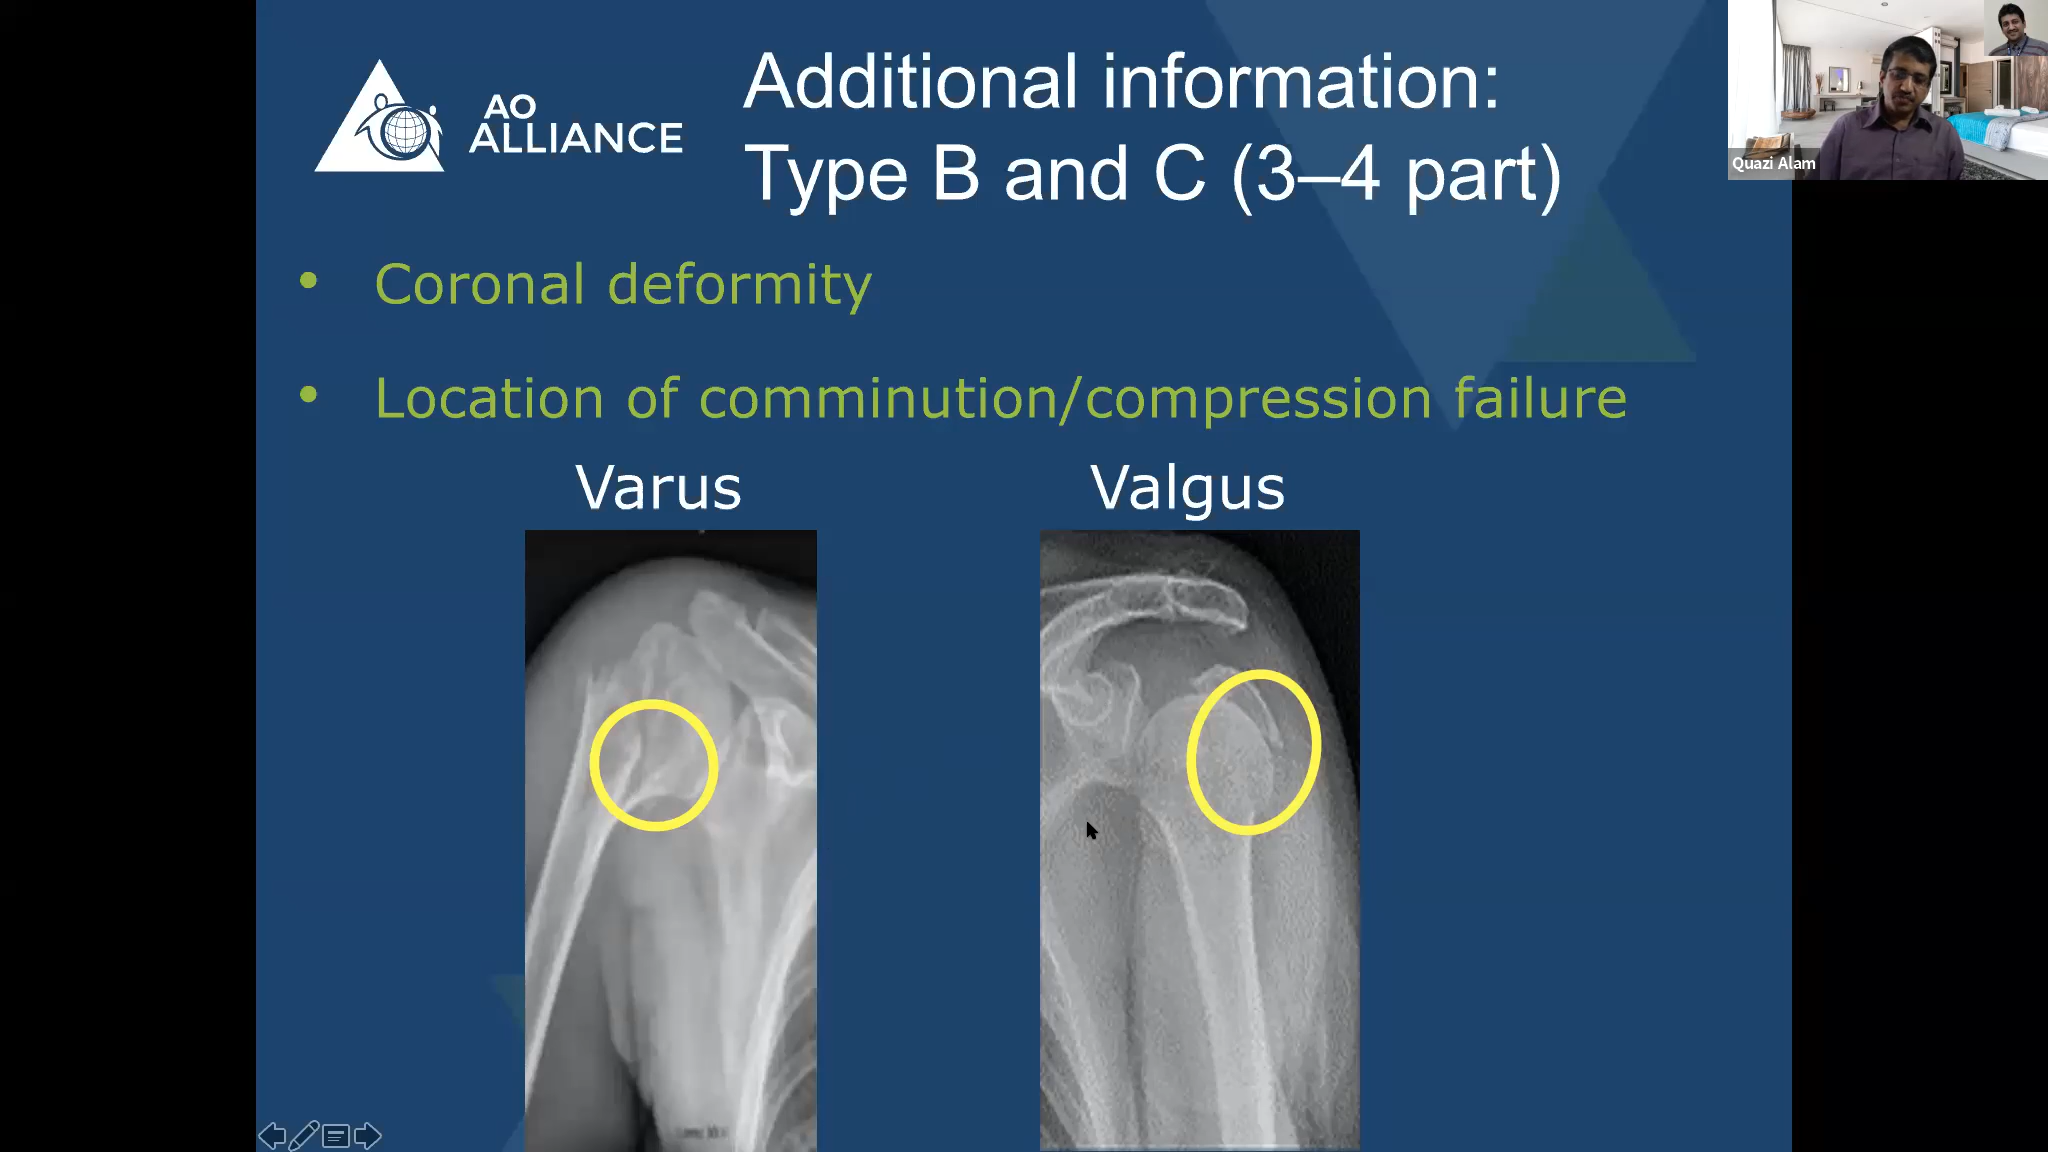 AO
ALLIANCE
Additional information:
Type B and C (3–4 part)
Quazi Alam
• Coronal deformity
• Location of comminution/compression failure
Varus
Valgus